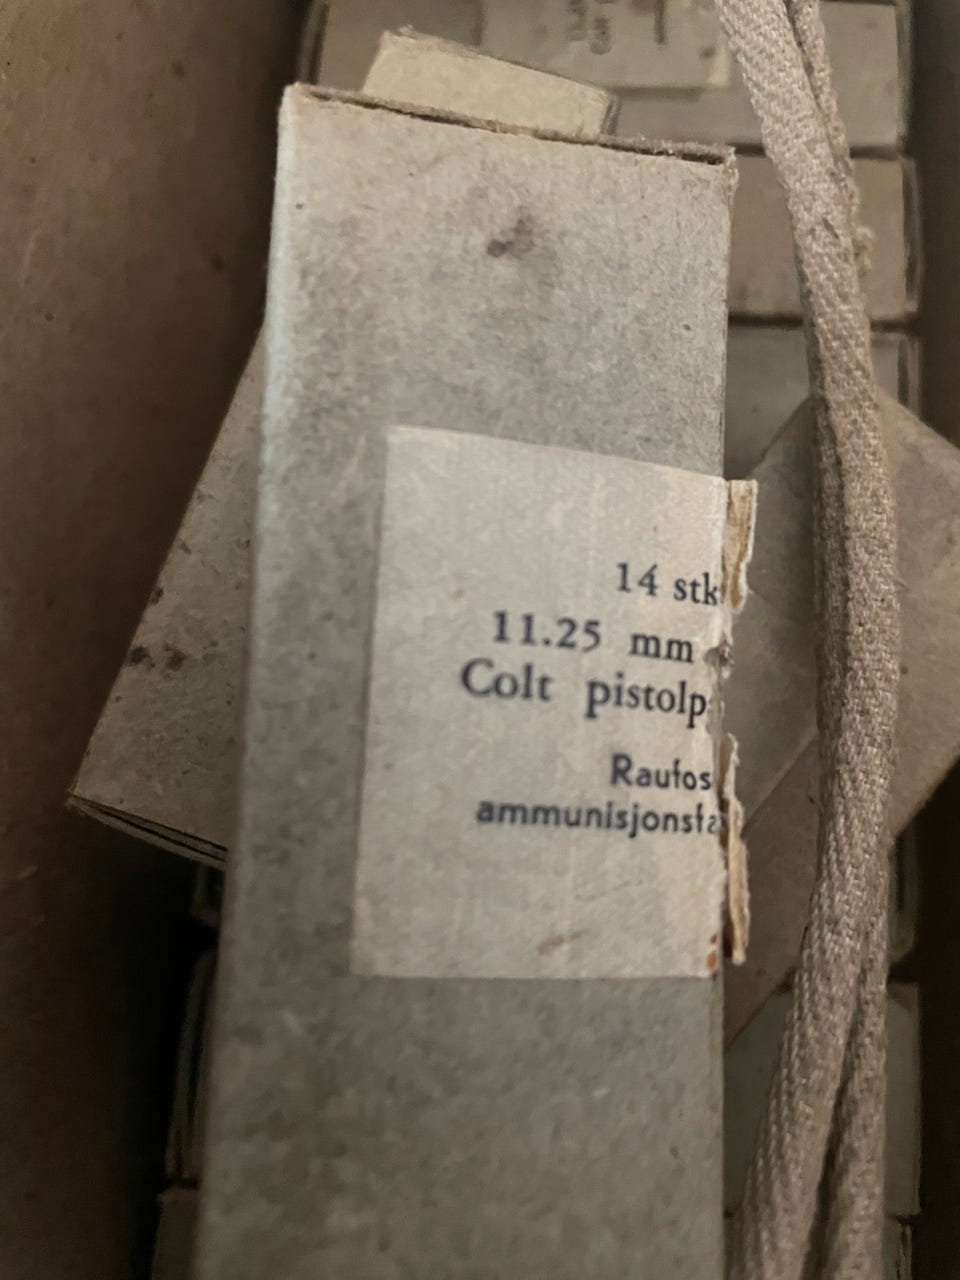 14 stk
11.25 mm
Colt pistolp
Raufos
ammunisjonsfa